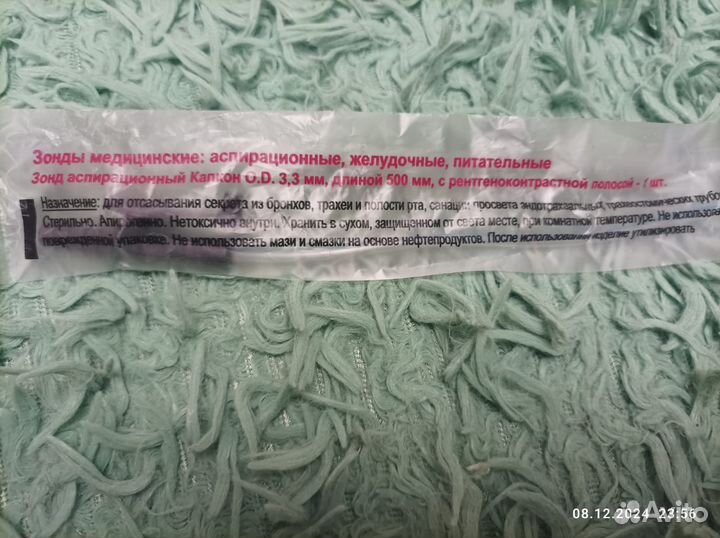 Зонды медицинские: аспирационные, желудочные, питательные
Зонд аспирационный Капкон O.D. 3,3 мм, длиной 500 мм, с рентгеноконтрастной полосой - 1 шт.
Назначение: для отсасывания секрета из бронхов, трахеи и полости рта, санации просвета эндотрахеальных, трахеостомических трубо
Стерильно. Апирогенно. Нетоксично внутри. Хранить в сухом, защищенном от света месте, при комнатной температуре. Не использова
поврежденной упаковке. Не использовать мази и смазки на основе нефтепродуктов. После использования изделие утилизировать
Avito
08.12.2024 23:56